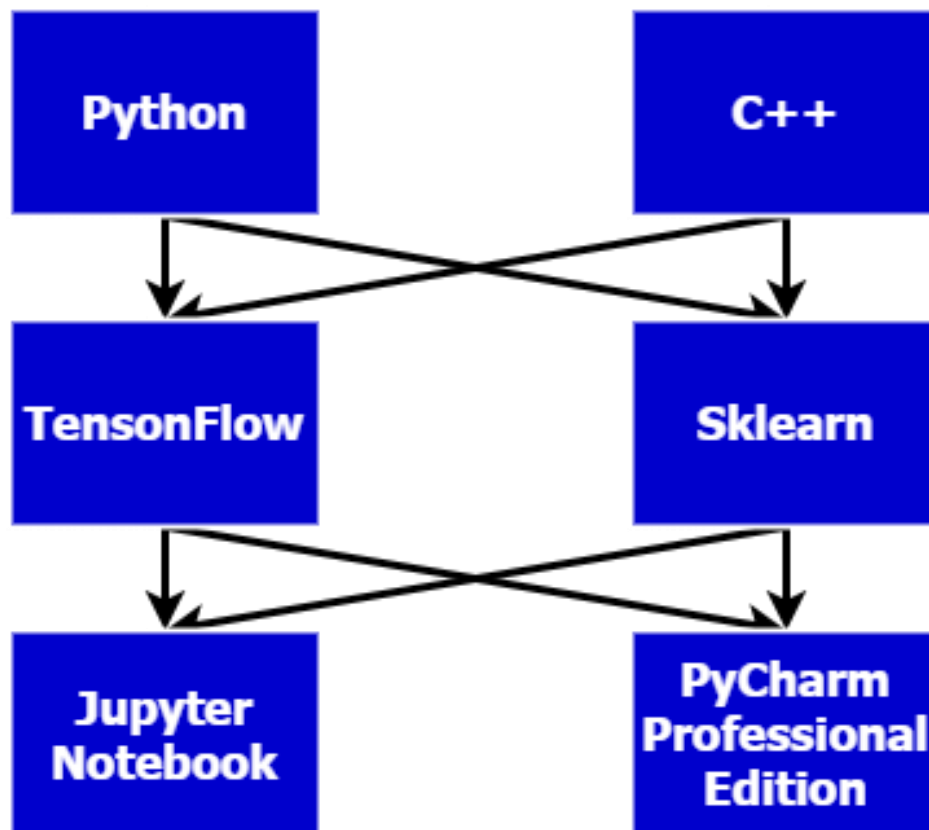 Python
C++
TensonFlow
Sklearn
Jupyter
Notebook
PyCharm
Professional
Edition